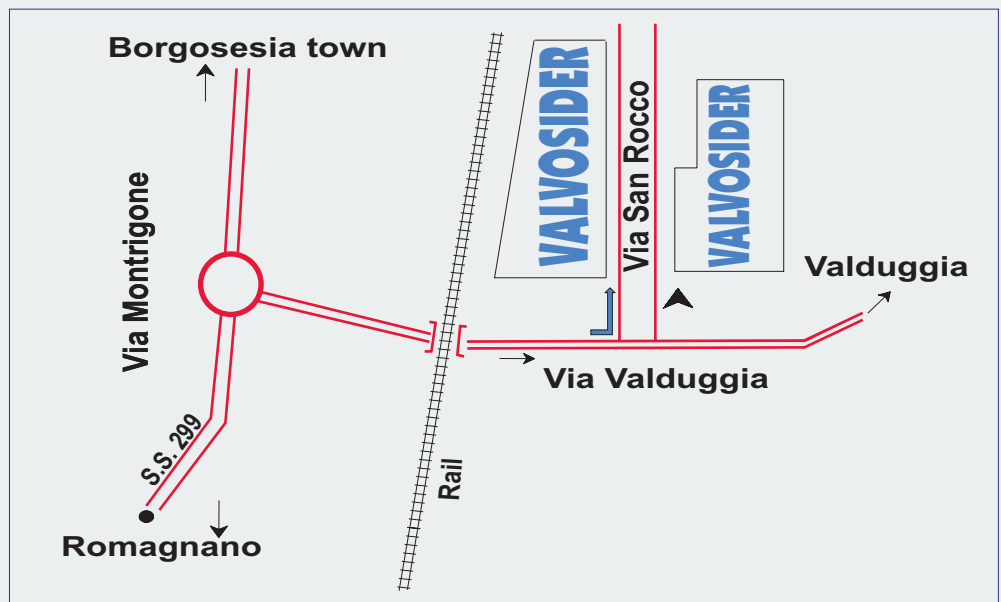 Borgosesia town
VALVOSIDER
Via San Rocco
VALVOSIDER
Via Montrigone
Valduggia
Via Valduggia
S.S. 299
Rail
Romagnano